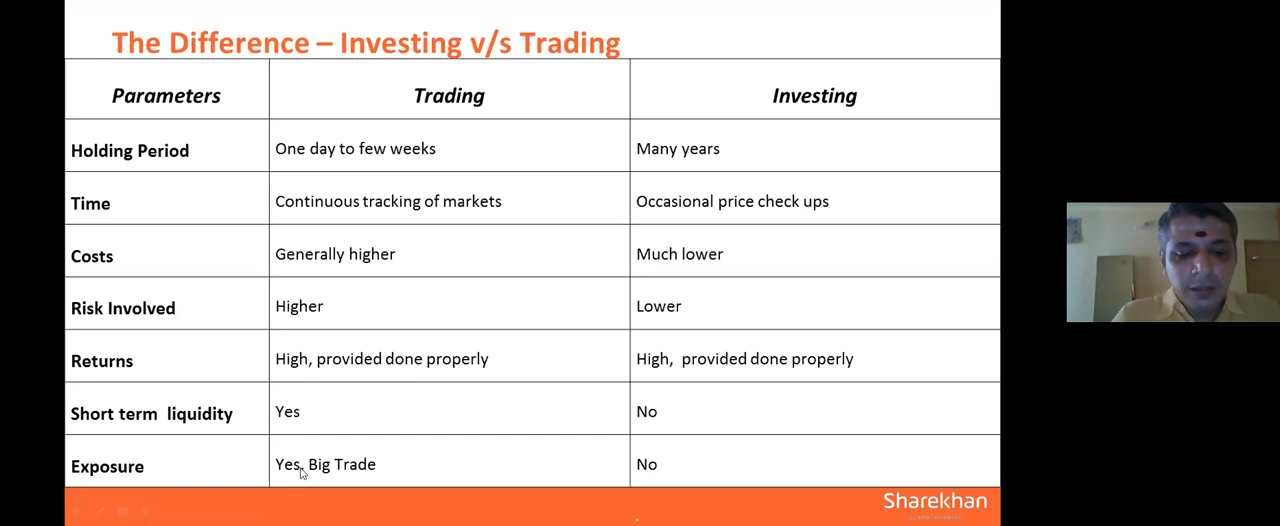 The Difference – Investing v/s Trading
Parameters Trading Investing
Holding Period One day to few weeks Many years
Time Continuous tracking of markets Occasional price check ups
Costs Generally higher Much lower
Risk Involved Higher Lower
Returns High, provided done properly High, provided done properly
Short term liquidity Yes No
Exposure Yes, Big Trade No
Sharekhan